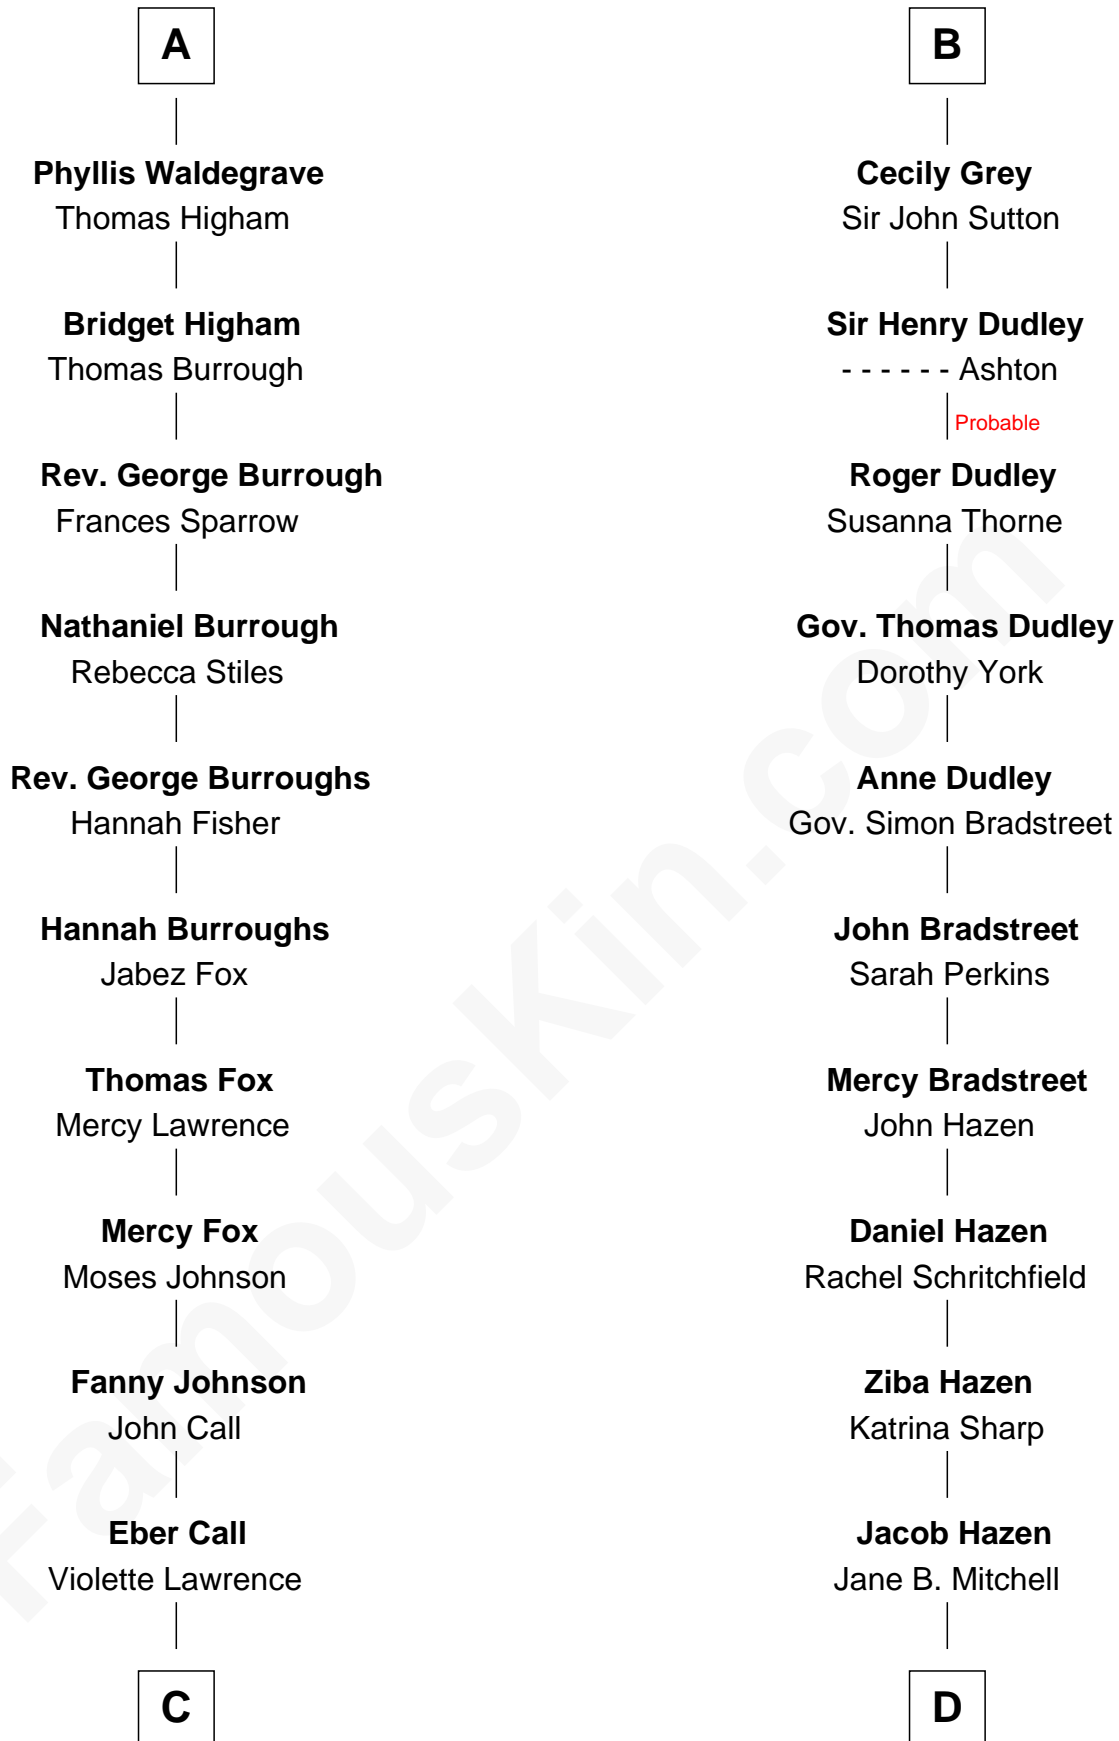 A
B
Phyllis Waldegrave
Thomas Higham
Cecily Grey
Sir John Sutton
Bridget Higham
Thomas Burrough
Sir Henry Dudley
- - - - - - Ashton
Probable
Rev. George Burrough
Frances Sparrow
Roger Dudley
Susanna Thorne
Nathaniel Burrough
Rebecca Stiles
Gov. Thomas Dudley
Dorothy York
Rev. George Burroughs
Hannah Fisher
Anne Dudley
Gov. Simon Bradstreet
Hannah Burroughs
Jabez Fox
John Bradstreet
Sarah Perkins
Thomas Fox
Mercy Lawrence
Mercy Bradstreet
John Hazen
Mercy Fox
Moses Johnson
Daniel Hazen
Rachel Schritchfield
Fanny Johnson
John Call
Ziba Hazen
Katrina Sharp
Eber Call
Violette Lawrence
Jacob Hazen
Jane B. Mitchell
C
D
FamousKin.com